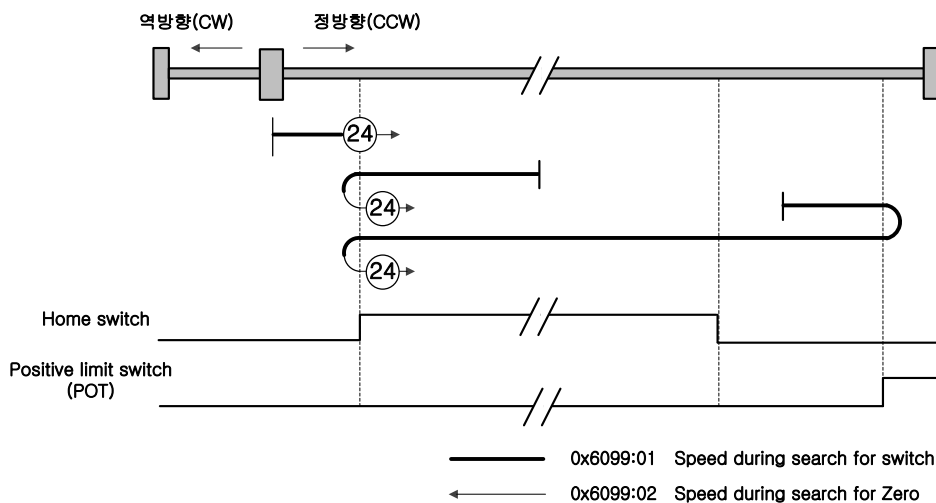 역방향(CW) 정방향(CCW)
24
24
24
Home switch
Positive limit switch
(POT)
0x6099:01 Speed during search for switch
0x6099:02 Speed during search for Zero